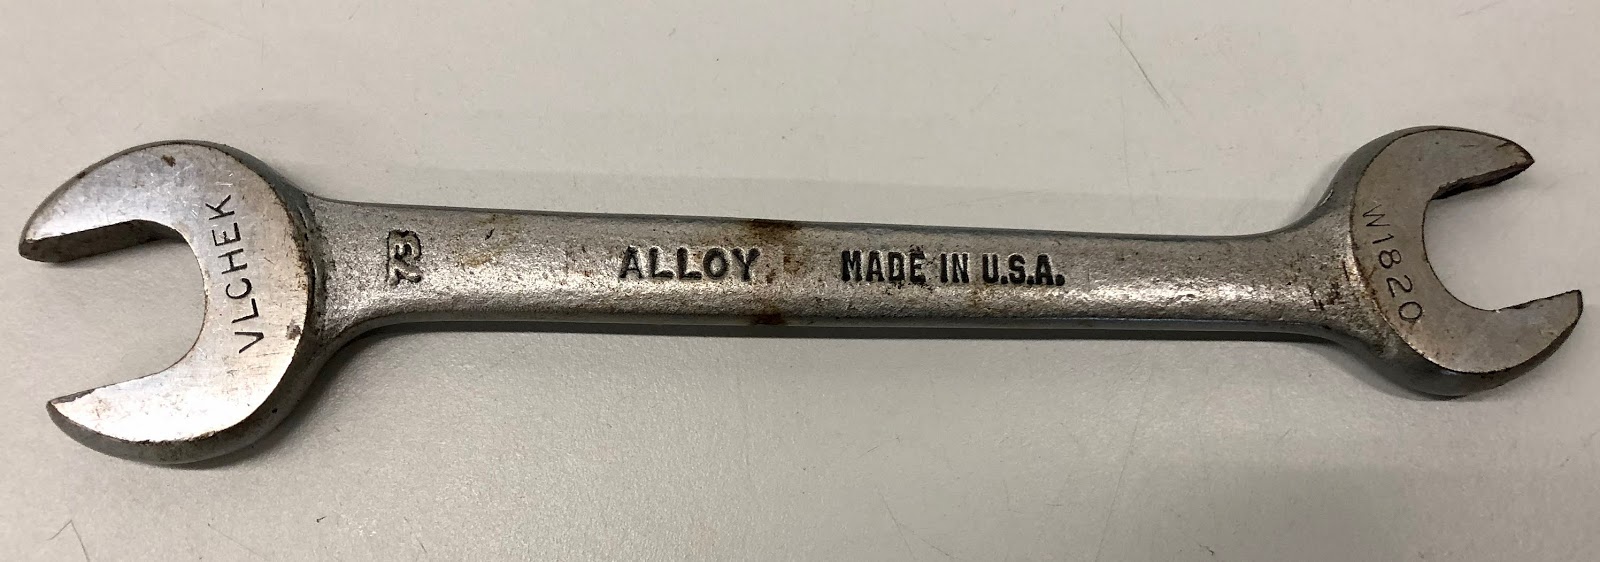 VLCHEK
ALLOY MADE IN U.S.A.
W1820